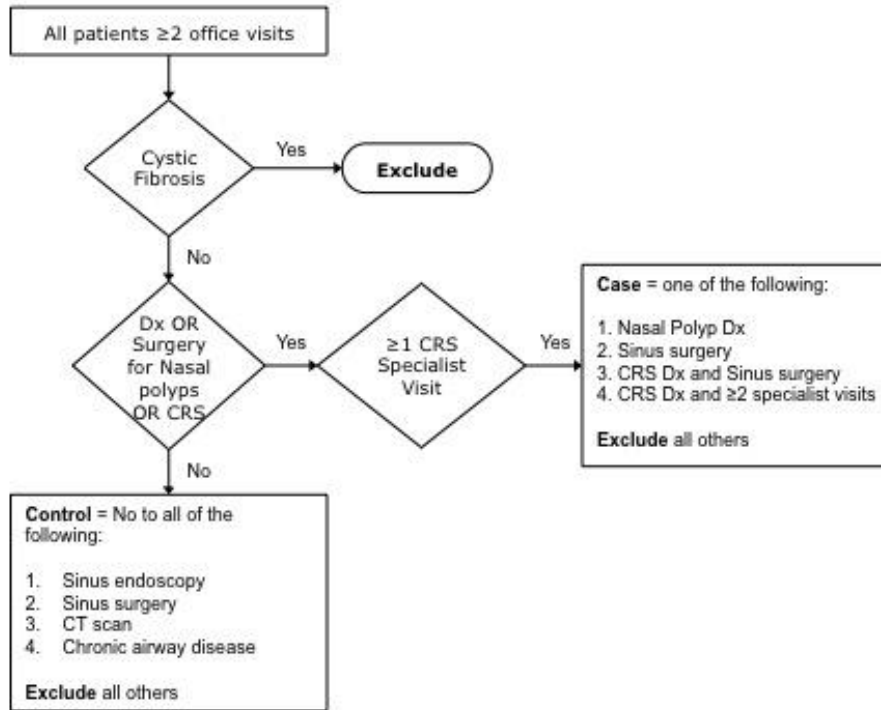 All patients ≥2 office visits
Cystic
Fibrosis
Yes
Exclude
No
Dx OR
Surgery
for Nasal
polyps
OR CRS
Yes
≥1 CRS
Specialist
Visit
Yes
Case = one of the following:
1. Nasal Polyp Dx
2. Sinus surgery
3. CRS Dx and Sinus surgery
4. CRS Dx and ≥2 specialist visits
Exclude all others
No
Control = No to all of the
following:
1. Sinus endoscopy
2. Sinus surgery
3. CT scan
4. Chronic airway disease
Exclude all others